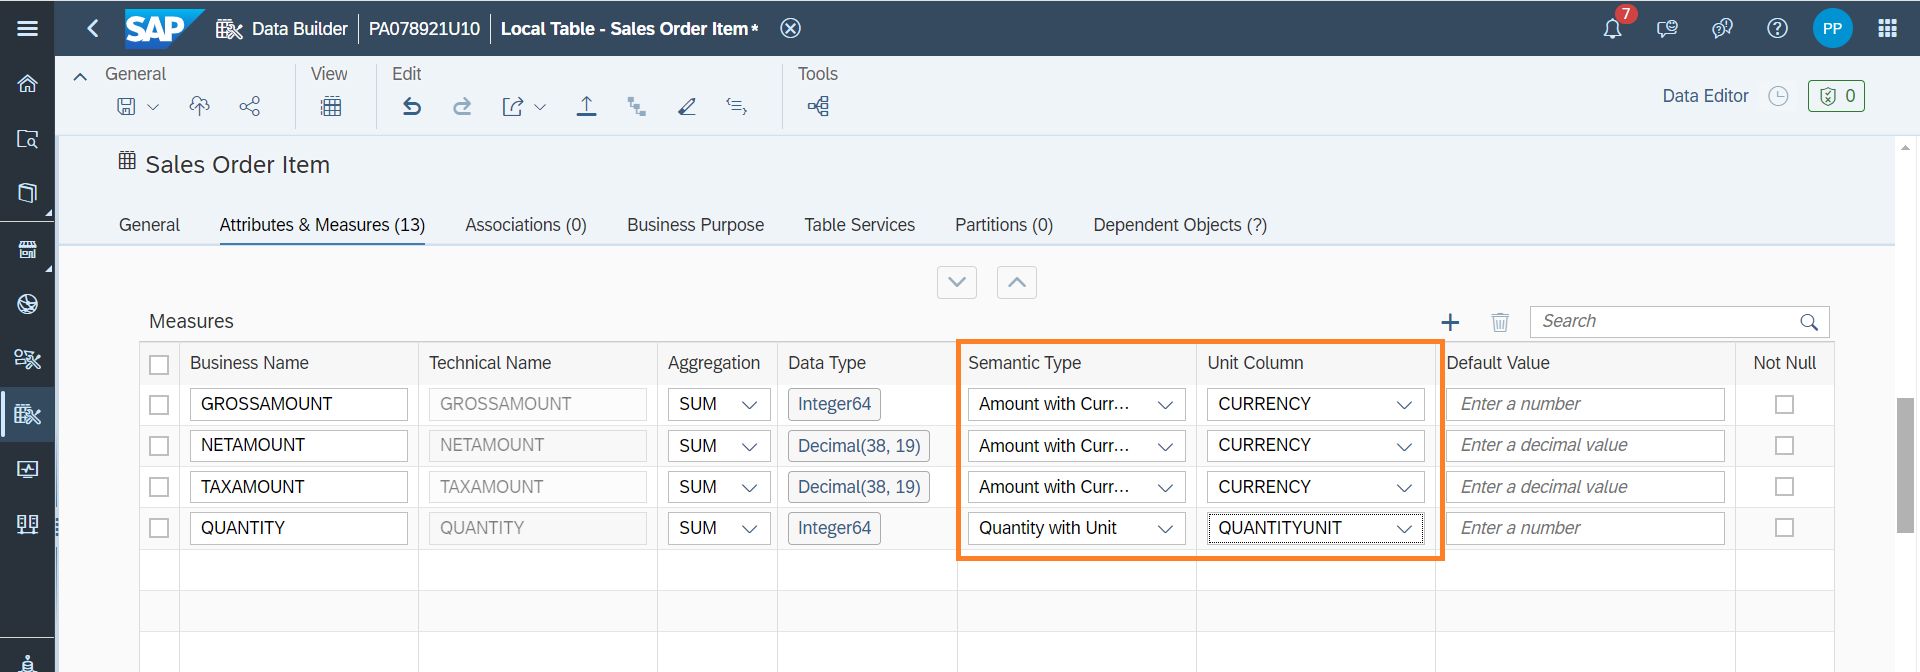 SAP Data Builder PA078921U10 Local Table - Sales Order Item* 7 PP
General View Edit Tools
Data Editor 0
Sales Order Item
General Attributes & Measures (13) Associations (0) Business Purpose Table Services Partitions (0) Dependent Objects (?)
Measures Search
Business Name Technical Name Aggregation Data Type Semantic Type Unit Column Default Value Not Null
GROSSAMOUNT GROSSAMOUNT SUM Integer64 Amount with Curr... CURRENCY Enter a number
NETAMOUNT NETAMOUNT SUM Decimal(38, 19) Amount with Curr... CURRENCY Enter a decimal value
TAXAMOUNT TAXAMOUNT SUM Decimal(38, 19) Amount with Curr... CURRENCY Enter a decimal value
QUANTITY QUANTITY SUM Integer64 Quantity with Unit QUANTITYUNIT Enter a number